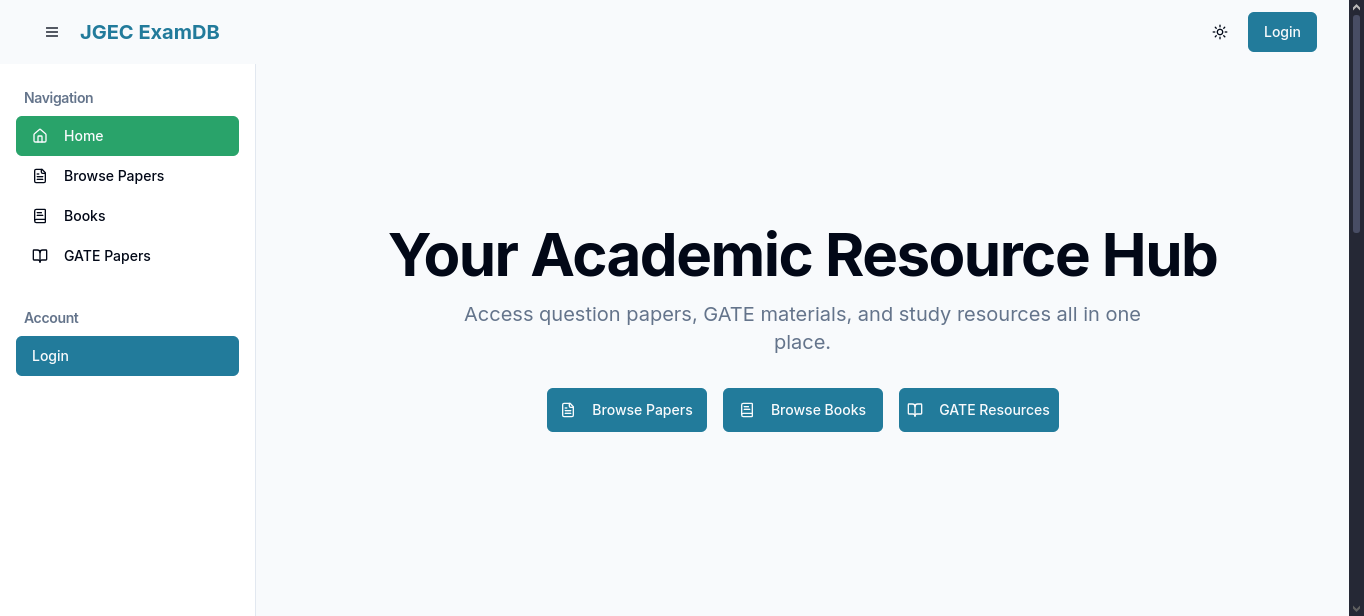 JGEC ExamDB
Login
Navigation
Home
Browse Papers
Books
GATE Papers
Account
Login
Your Academic Resource Hub
Access question papers, GATE materials, and study resources all in one
place.
Browse Papers
Browse Books
GATE Resources